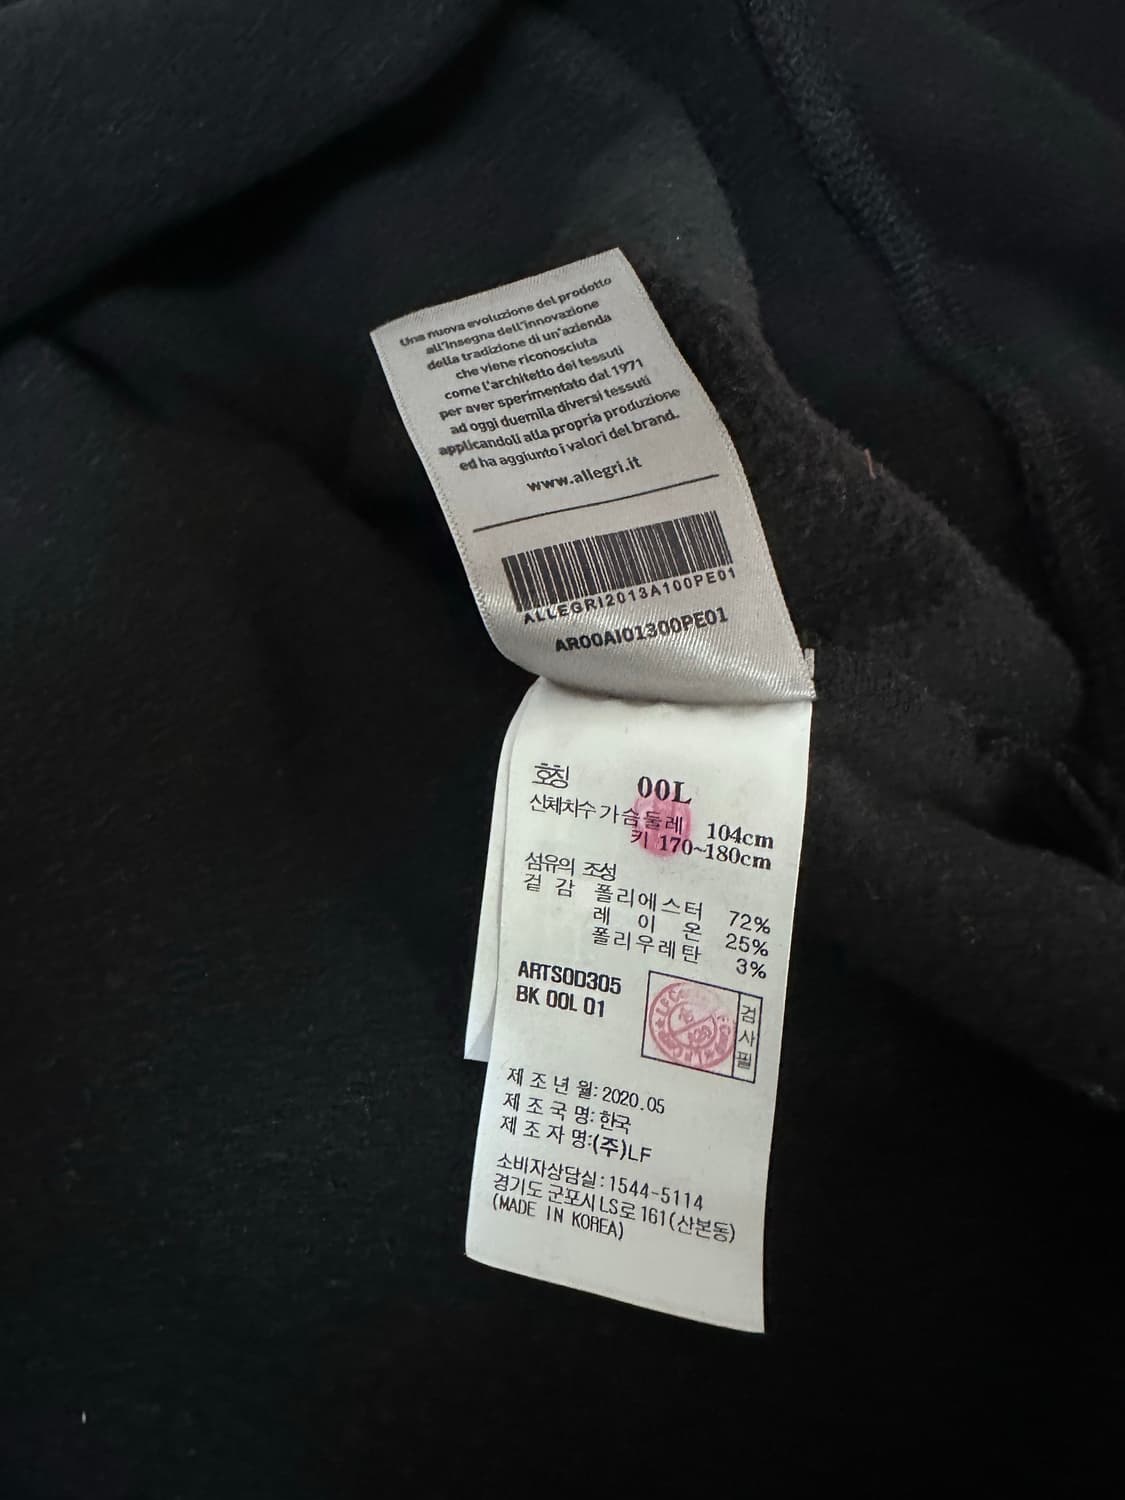 Una nuova evoluzione del prodotto
all'insegna dell'innovazione
della tradizione di un'azienda
che viene riconosciuta
come l'architetto dei tessuti
per aver sperimentato dal 1971
ad oggi duemila diversi tessuti
applicandoli alla propria produzione
ed ha aggiunto i valori del brand.
www.allegri.it
ALLEGRI2013A100PE01
AR00AI01300PE01
호칭 00L
신체치수 가슴둘레 104cm
키 170~180cm
섬유의 조성
겉감 폴리에스터 72%
레이온 25%
폴리우레탄 3%
ARTS0D305
BK 00L 01
검사필
제조년월: 2020.05
제조국명: 한국
제조자명:(주)LF
소비자상담실: 1544-5114
경기도 군포시 LS로 161(산본동)
(MADE IN KOREA)